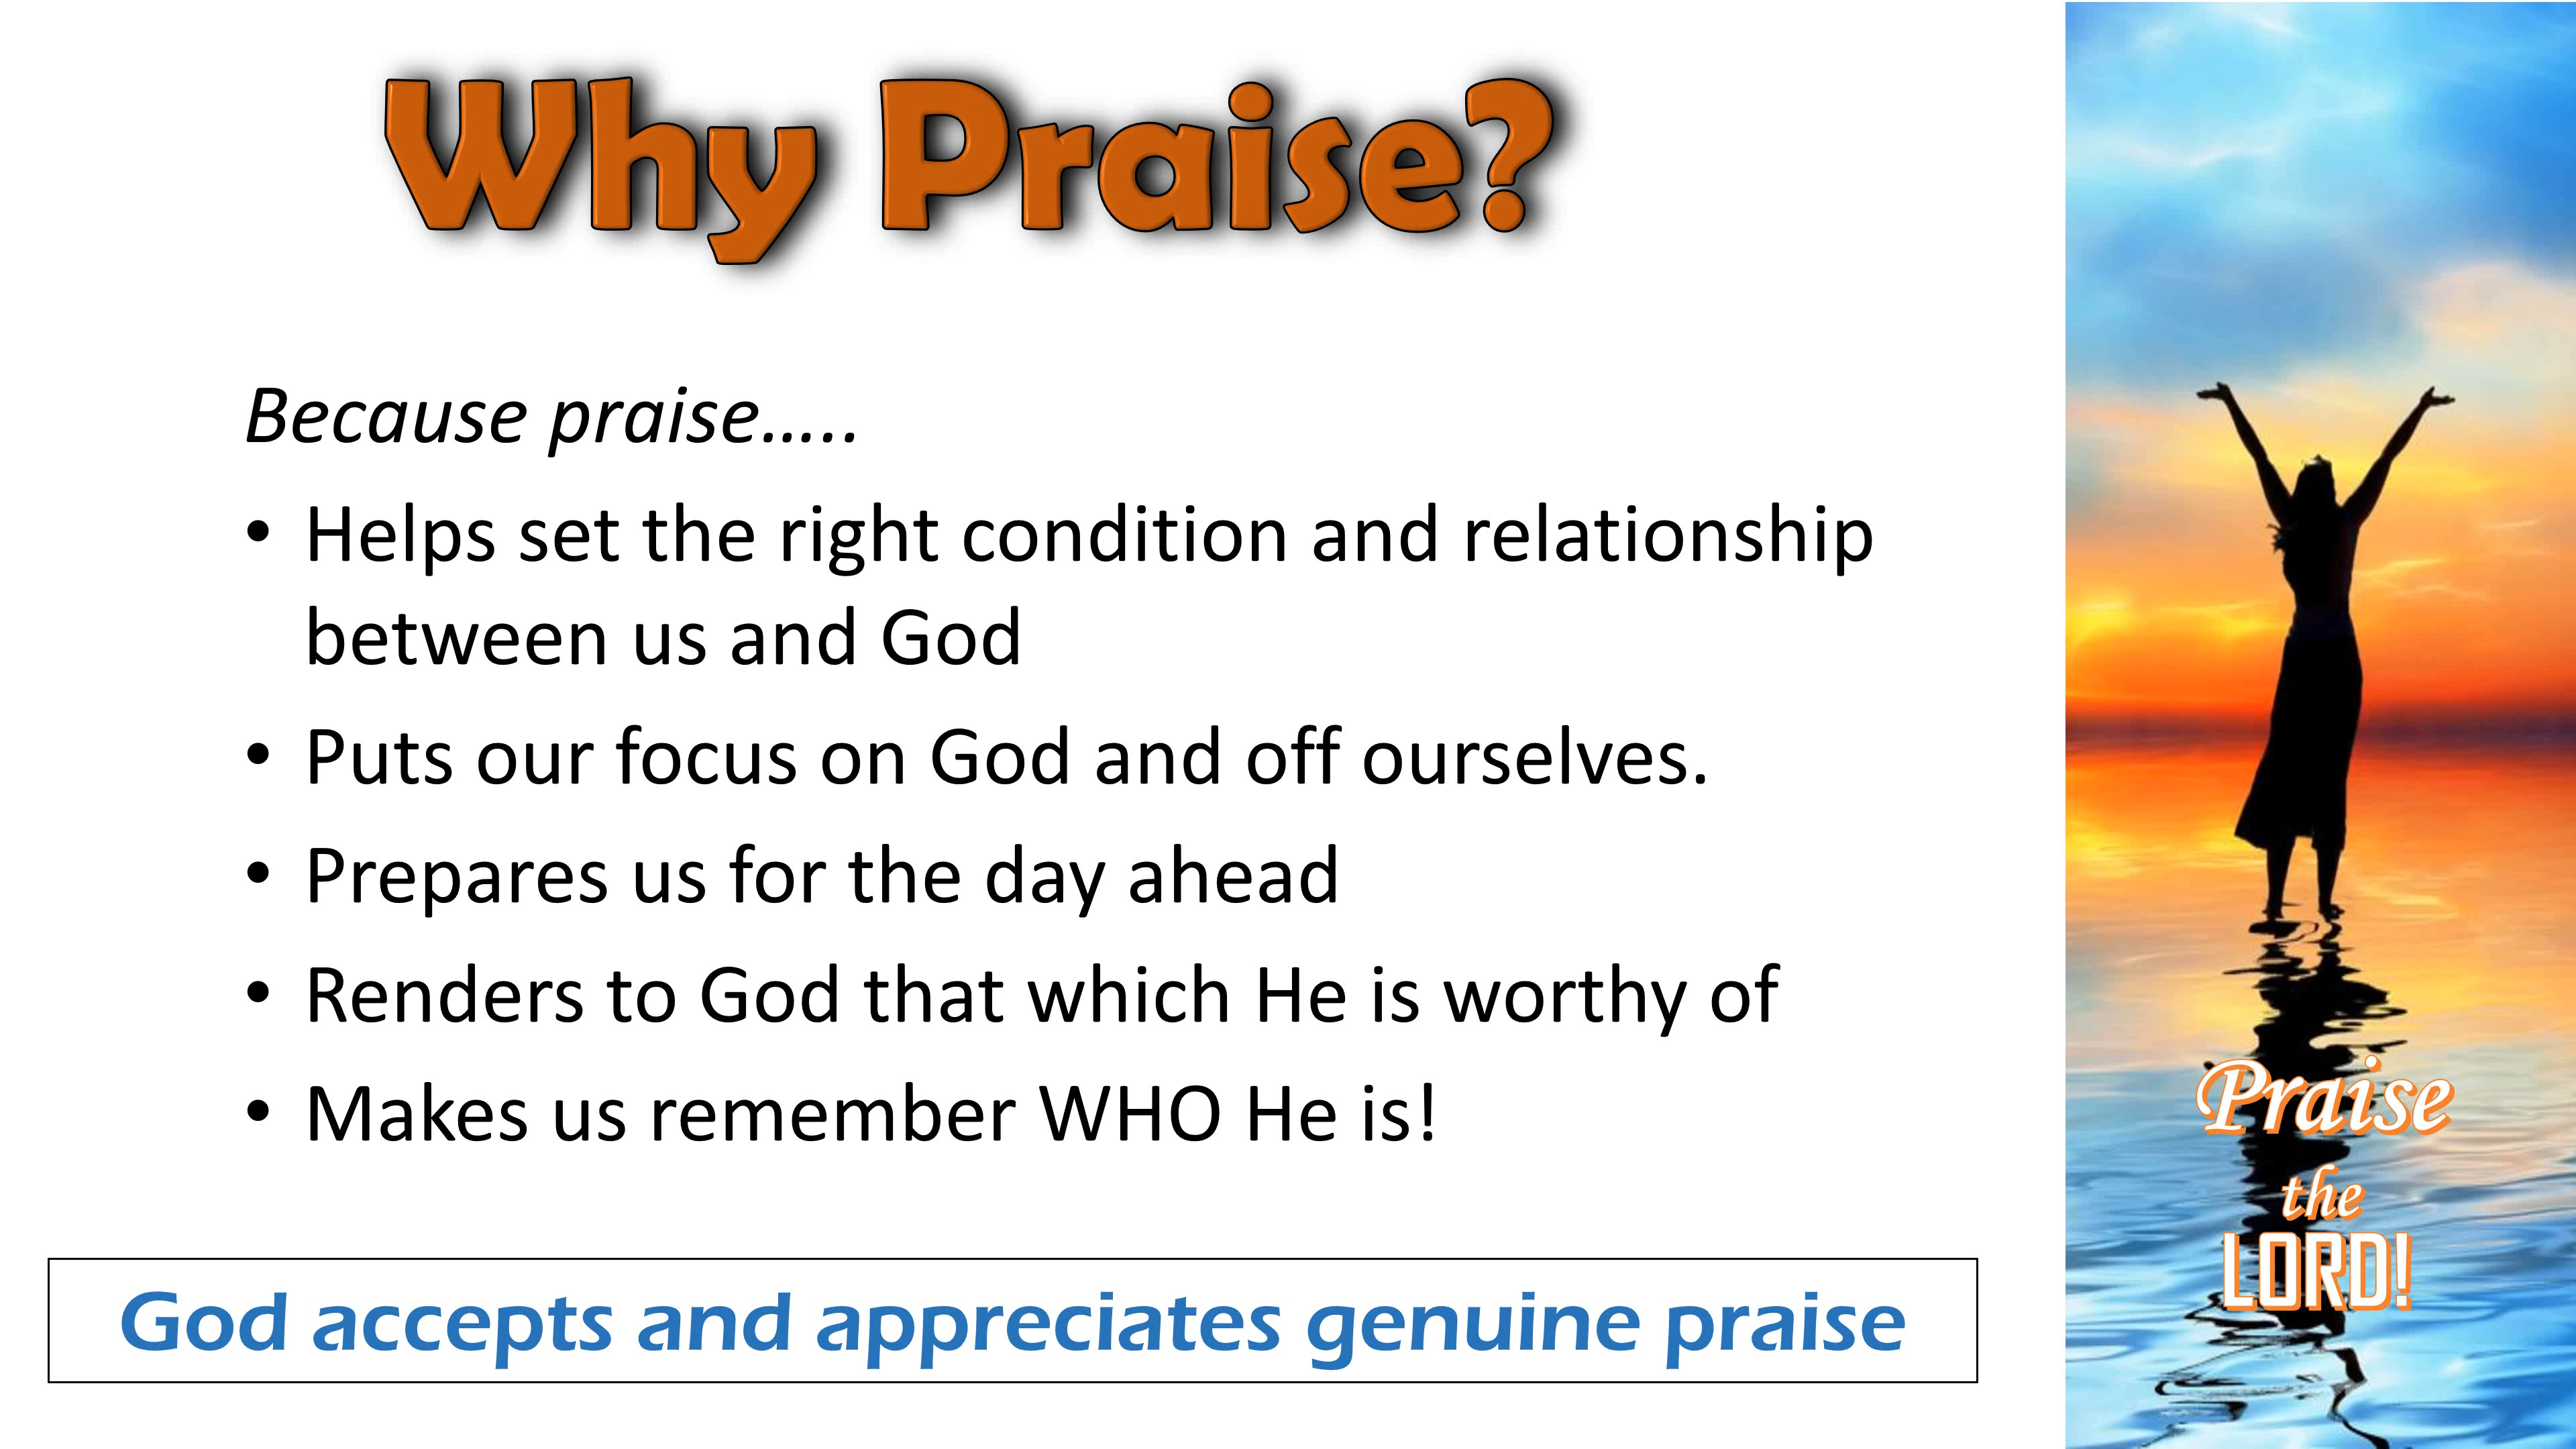 Why Praise?
Because praise.....
• Helps set the right condition and relationship
between us and God
• Puts our focus on God and off ourselves.
• Prepares us for the day ahead
• Renders to God that which He is worthy of
• Makes us remember WHO He is!
God accepts and appreciates genuine praise
Praise
the
LORD!